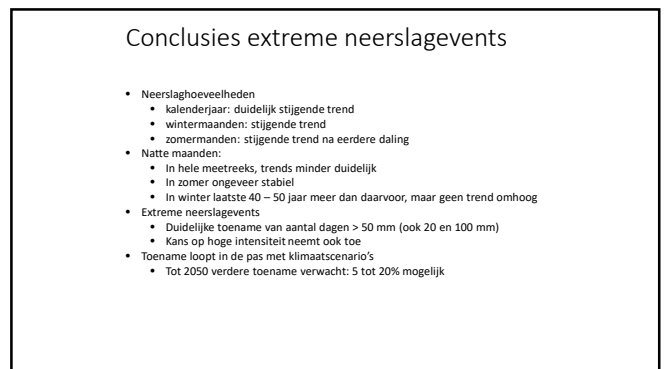 Conclusies extreme neerslagevents
• Neerslaghoeveelheden
• kalenderjaar: duidelijk stijgende trend
• wintermaanden: stijgende trend
• zomermanden: stijgende trend na eerdere daling
• Natte maanden:
• In hele meetreeks, trends minder duidelijk
• In zomer ongeveer stabiel
• In winter laatste 40 – 50 jaar meer dan daarvoor, maar geen trend omhoog
• Extreme neerslagevents
• Duidelijke toename van aantal dagen > 50 mm (ook 20 en 100 mm)
• Kans op hoge intensiteit neemt ook toe
• Toename loopt in de pas met klimaatscenario’s
• Tot 2050 verdere toename verwacht: 5 tot 20% mogelijk